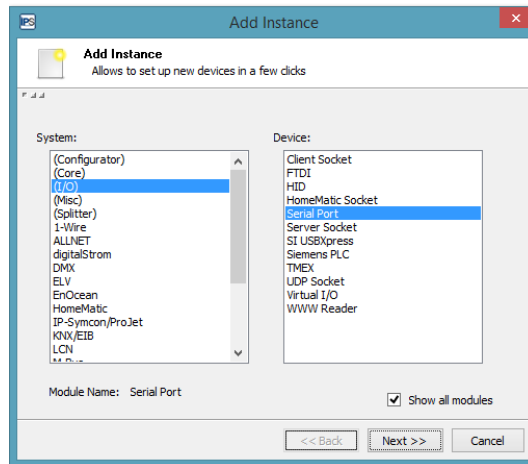 IPS
Add Instance
Add Instance
Allows to set up new devices in a few clicks
System:
(Configurator)
(Core)
(I/O)
(Misc)
(Splitter)
1-Wire
ALLNET
digitalStrom
DMX
ELV
EnOcean
HomeMatic
IP-Symcon/ProJet
KNX/EIB
LCN
Device:
Client Socket
FTDI
HID
HomeMatic Socket
Serial Port
Server Socket
SI USBXpress
Siemens PLC
TMEX
UDP Socket
Virtual I/O
WWW Reader
Module Name: Serial Port
Show all modules
<< Back
Next >>
Cancel